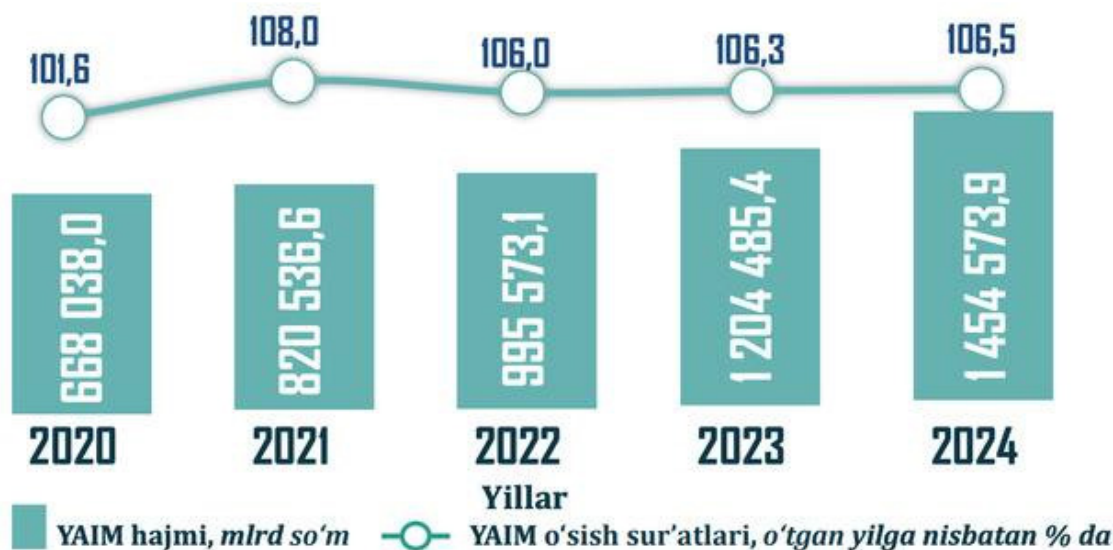 101,6
108,0
106,0
106,3
106,5
668 038,0
820 536,6
995 573,1
1 204 485,4
1 454 573,9
2020
2021
2022
2023
2024
Yillar
YAIM hajmi, mlrd so‘m
YAIM o‘sish sur’atlari, o‘tgan yilga nisbatan % da